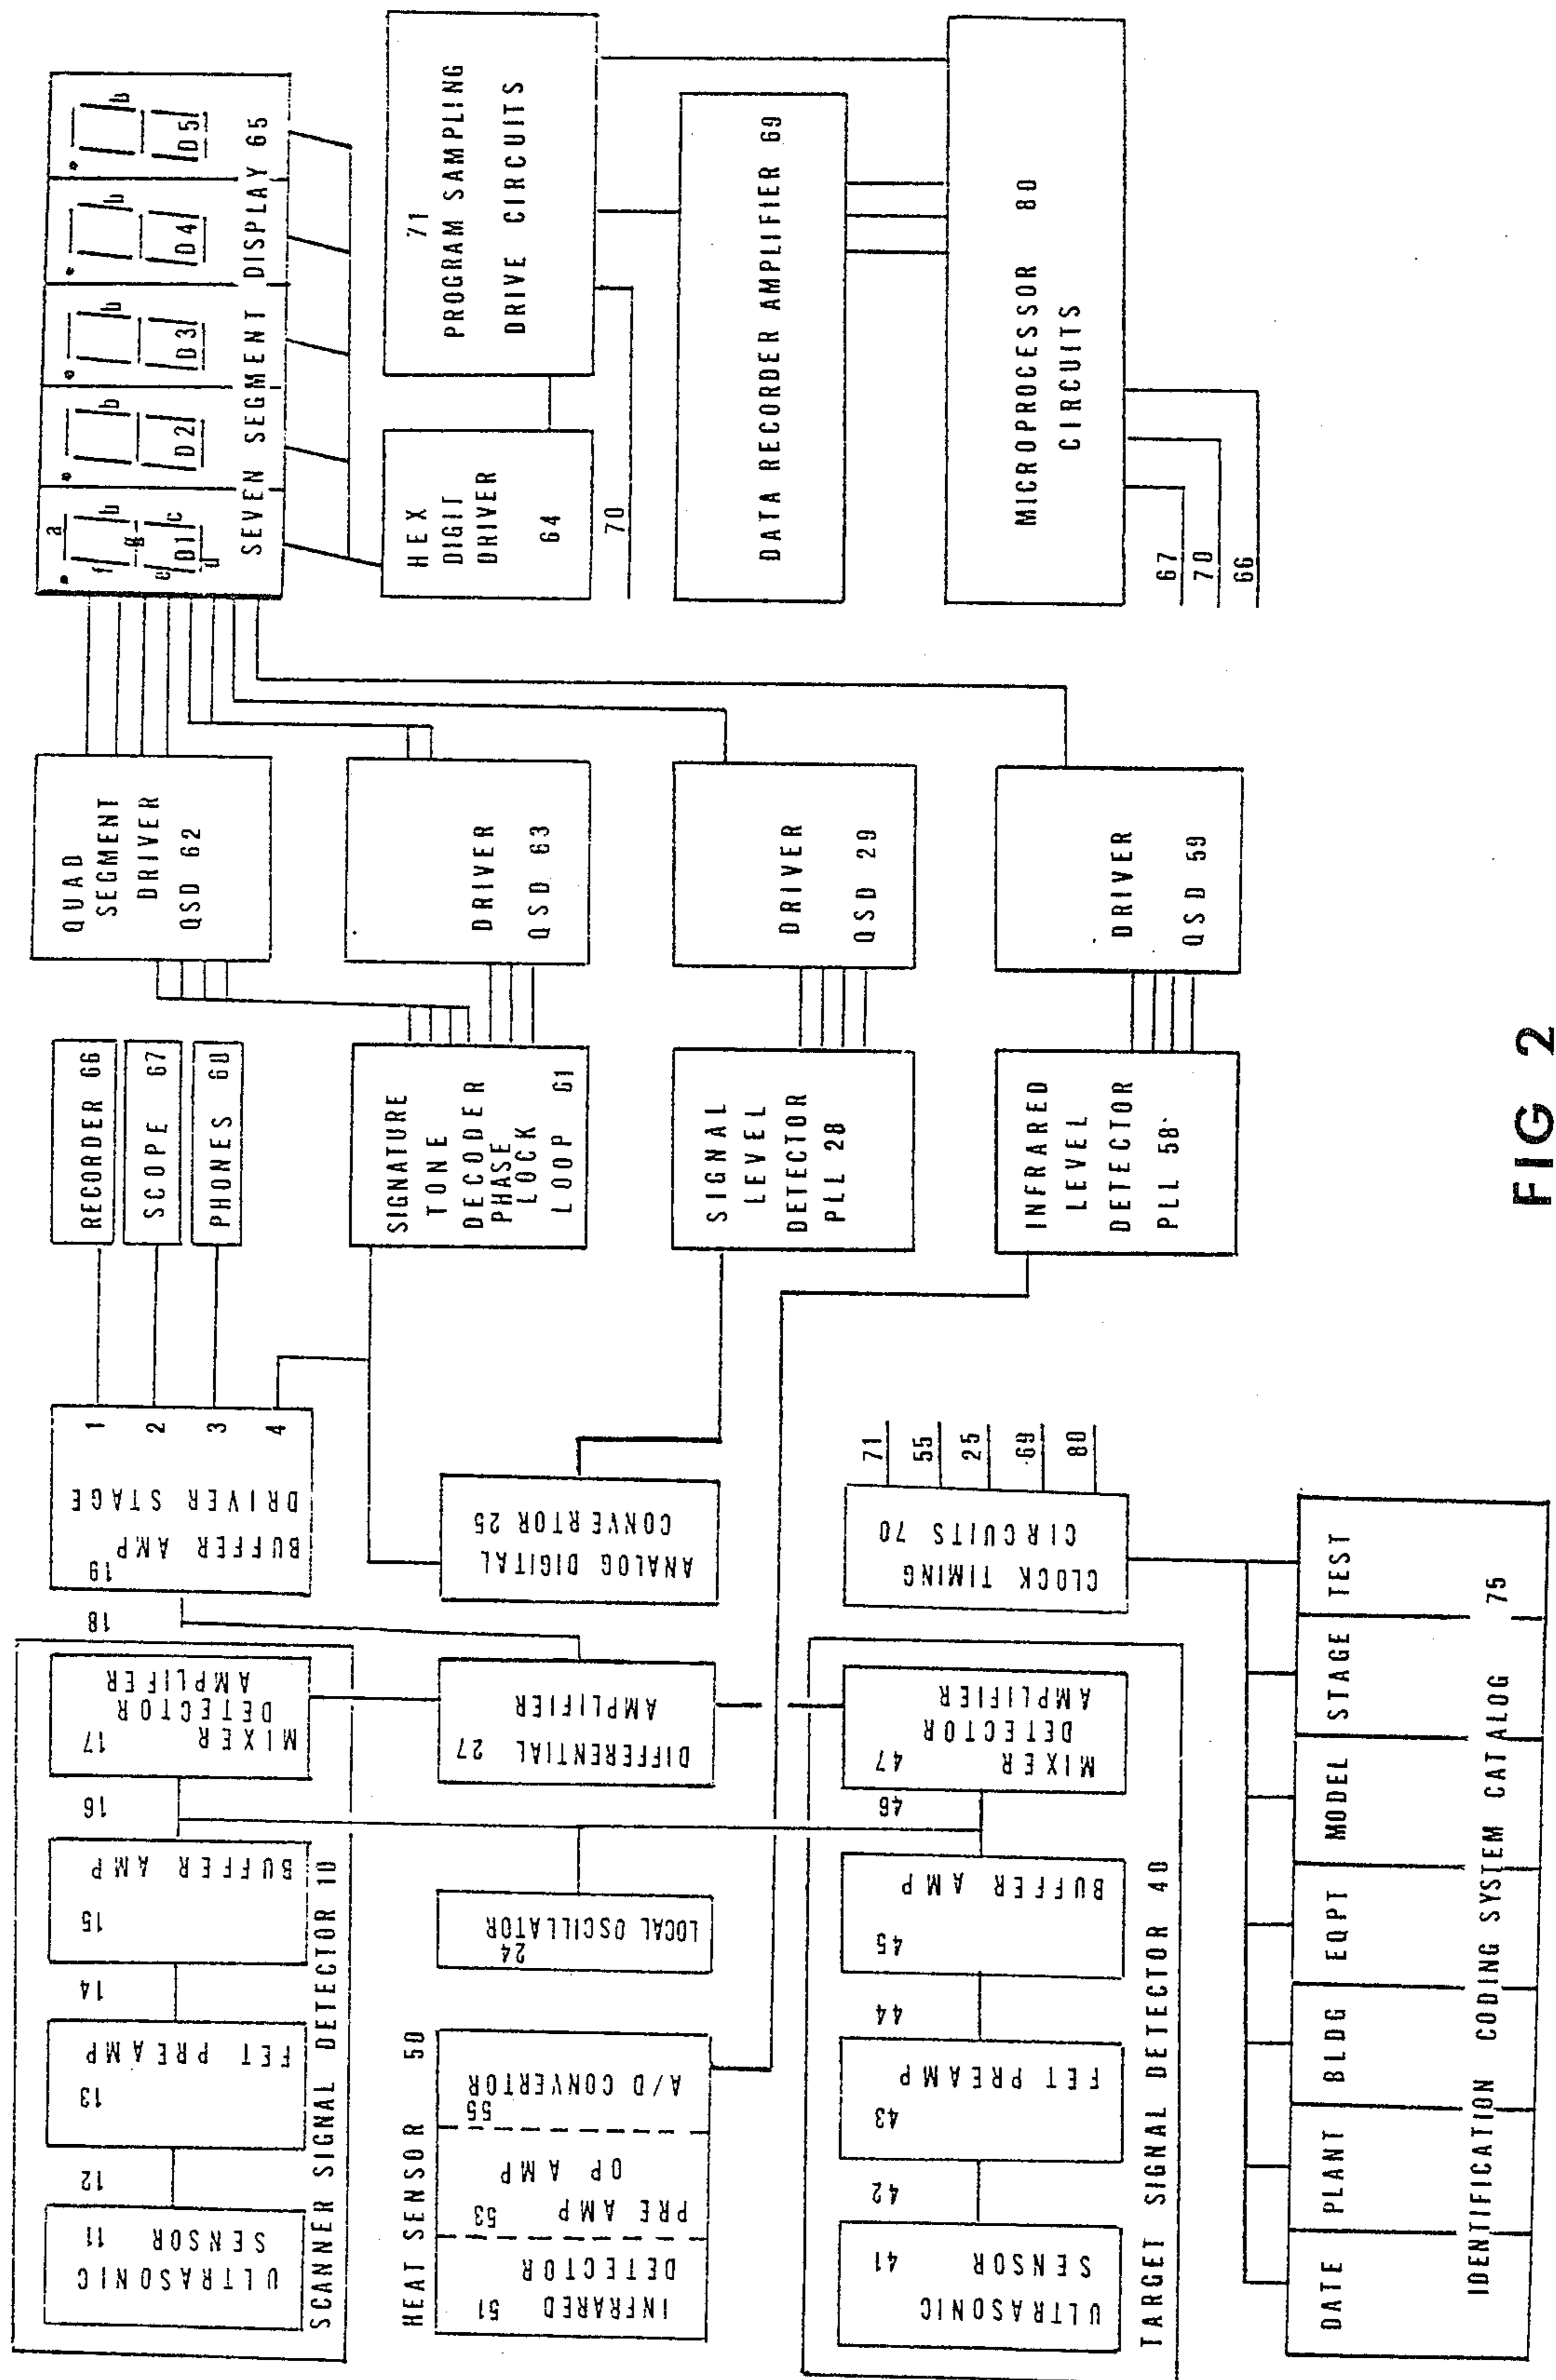 SCANNER SIGNAL DETECTOR 10
ULTRASONIC
SENSOR 11
12
FET PREAMP
13
14
BUFFER AMP
15
16
MIXER 17
DETECTOR
AMPLIFER
18
19
BUFFER AMP
DRIVER STAGE
1
2
3
4
RECORDER 66
SCOPE 67
PHONES 60
QUAD
SEGMENT
DRIVER
QSD 62
a
b
c
d
e
f
g
D1
b
D2
b
D3
b
D4
B
D5
SEVEN SEGMENT DISPLAY 65
HEAT SENSOR 50
INFRARED 51
DETECTOR
PRE AMP 53
OP AMP
55
A/D CONVERTOR
LOCAL OSCILLATOR
24
DIFFERENTIAL 27
AMPLIFIER
ANALOG DIGITAL
CONVERTOR 25
SIGNATURE
TONE
DECODER
PHASE
LOCK
LOOP 61
DRIVER
QSD 63
HEX
DIGIT
DRIVER
64
70
71
PROGRAM SAMPLING
DRIVE CIRCUITS
TARGET SIGNAL DETECTOR 40
ULTRASONIC
SENSOR 41
42
FET PREAMP
43
44
BUFFER AMP
45
46
MIXER 47
DETECTOR
AMPLIFIER
CLOCK TIMING
CIRCUITS 70
71
55
25
69
80
SIGNAL
LEVEL
DETECTOR
PLL 28
DRIVER
QSD 29
DATA RECORDER AMPLIFIER 69
INFRARED
LEVEL
DETECTOR
PLL 58
DRIVER
QSD 59
MICROPROCESSOR 80
CIRCUITS
67
70
66
DATE PLANT BLDG EQPT MODEL STAGE TEST
IDENTIFICATION CODING SYSTEM CATALOG 75
FIG 2